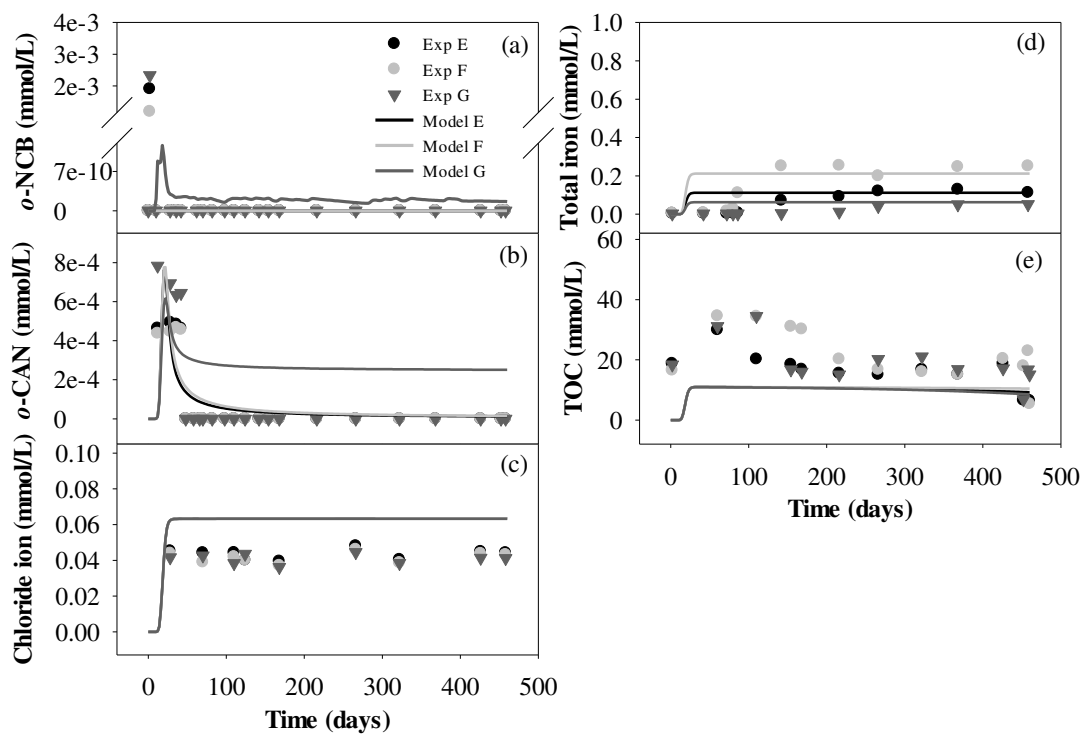 o-NCB (mmol/L)
4e-3
3e-3
2e-3
7e-10
0
(a)
Exp E
Exp F
Exp G
Model E
Model F
Model G
o-CAN (mmol/L)
8e-4
6e-4
4e-4
2e-4
0
(b)
Chloride ion (mmol/L)
0.10
0.08
0.06
0.04
0.02
0.00
(c)
0 100 200 300 400 500
Time (days)
Total iron (mmol/L)
1.0
0.8
0.6
0.4
0.2
0.0
(d)
TOC (mmol/L)
60
40
20
0
(e)
0 100 200 300 400 500
Time (days)